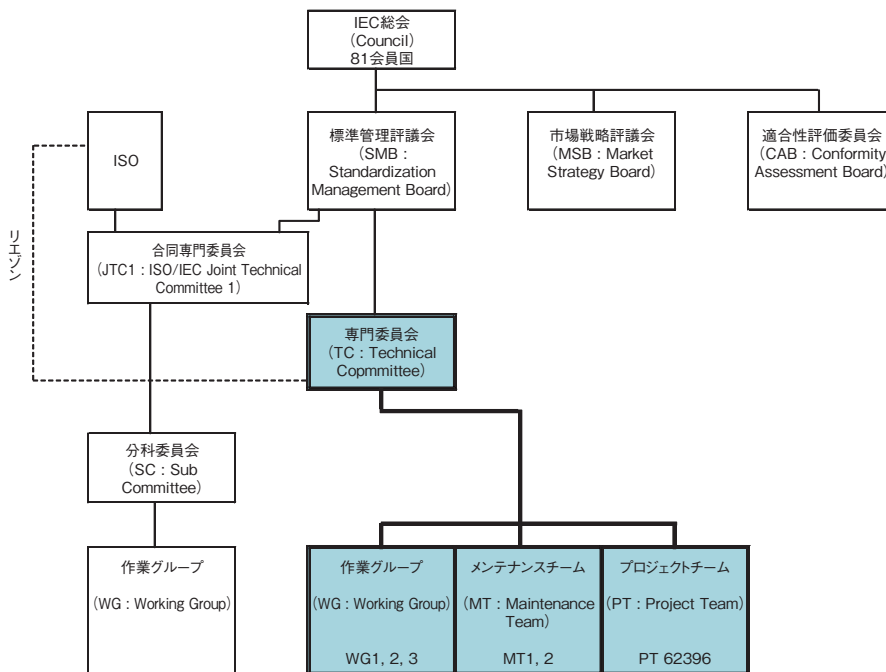 IEC総会
(Council)
81会員国
ISO
標準管理評議会
(SMB:
Standardization
Management Board)
市場戦略評議会
(MSB:Market
Strategy Board)
適合性評価委員会
(CAB:Conformity
Assessment Board)
リエゾン
合同専門委員会
(JTC1:ISO/IEC Joint Technical
Committee 1)
専門委員会
(TC:Technical
Copmmittee)
分科委員会
(SC:Sub
Committee)
作業グループ
(WG:Working Group)
作業グループ
(WG:Working Group)
WG1, 2, 3
メンテナンスチーム
(MT:Maintenance
Team)
MT1, 2
プロジェクトチーム
(PT:Project Team)
PT 62396